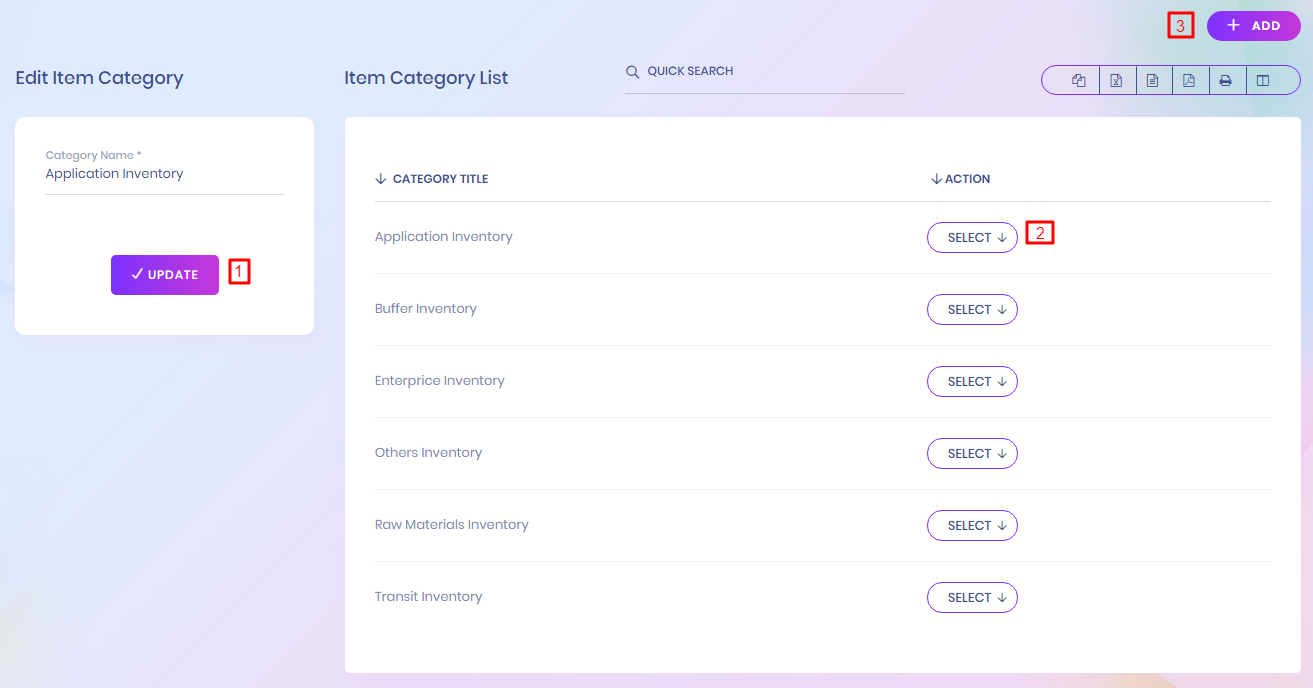 3
+ ADD
Edit Item Category
Item Category List
QUICK SEARCH
Category Name *
Application Inventory
UPDATE
1
CATEGORY TITLE
ACTION
Application Inventory
SELECT
2
Buffer Inventory
SELECT
Enterprice Inventory
SELECT
Others Inventory
SELECT
Raw Materials Inventory
SELECT
Transit Inventory
SELECT